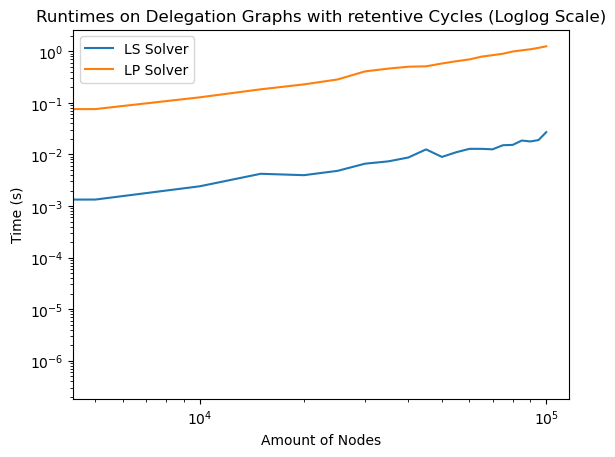 Runtimes on Delegation Graphs with retentive Cycles (Loglog Scale)
LS Solver
LP Solver
Time (s)
10⁰
10⁻¹
10⁻²
10⁻³
10⁻⁴
10⁻⁵
10⁻⁶
10⁴ 10⁵
Amount of Nodes